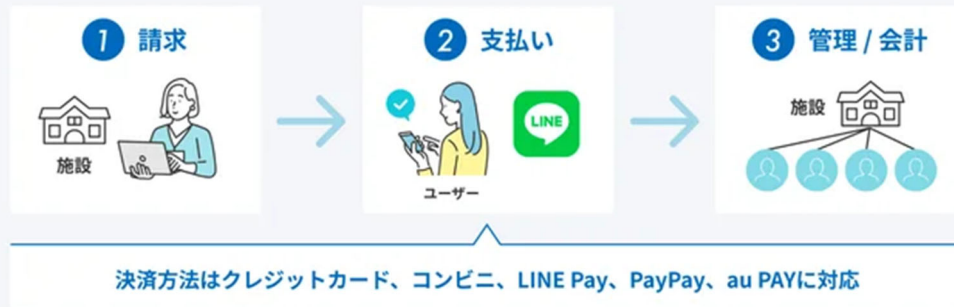 1 請求
施設
2 支払い
LINE
ユーザー
3 管理 / 会計
施設
決済方法はクレジットカード、コンビニ、LINE Pay、PayPay、au PAYに対応